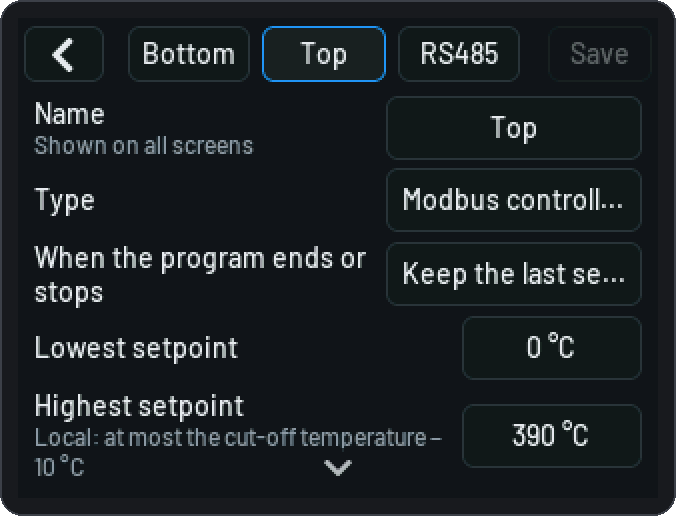 Bottom Top RS485 Save
Name
Shown on all screens
Top
Type
Modbus controll...
When the program ends or
stops
Keep the last se...
Lowest setpoint
0 °C
Highest setpoint
Local: at most the cut-off temperature –
10 °C
390 °C